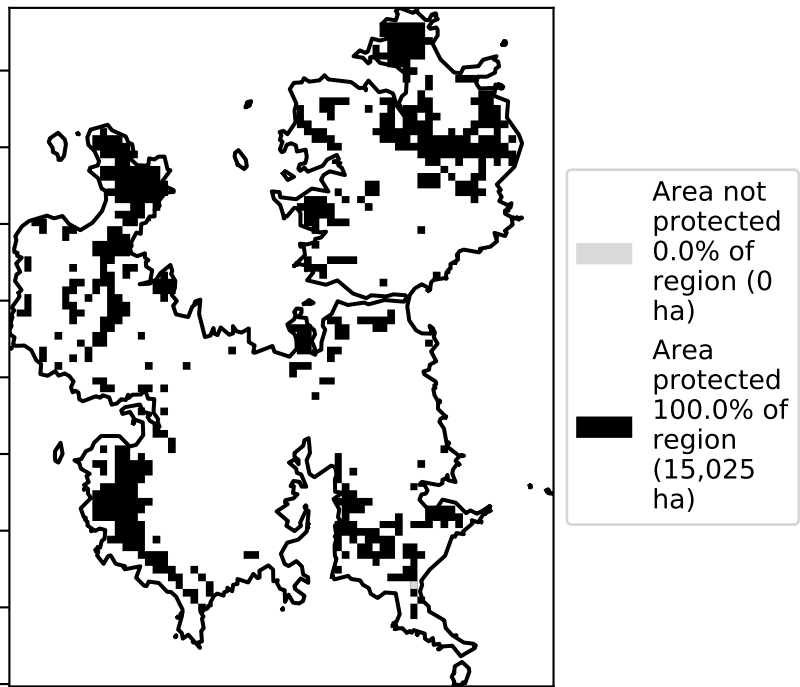 Area not
protected
0.0% of
region (0
ha)
Area
protected
100.0% of
region
(15,025
ha)